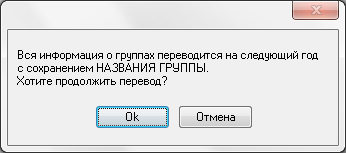 Вся информация о группах переводится на следующий год
с сохранением НАЗВАНИЯ ГРУППЫ.
Хотите продолжить перевод?
Ok
Отмена